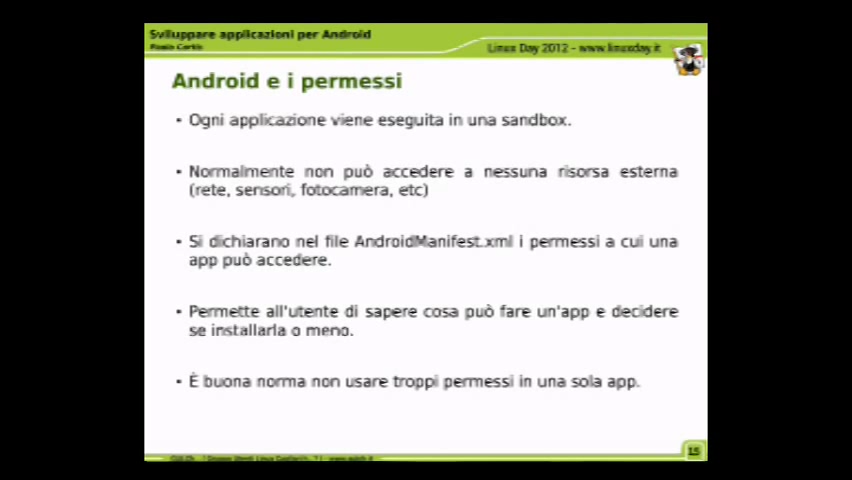 Sviluppare applicazioni per Android
Linux Day 2012 - www.linuxday.it
Android e i permessi
• Ogni applicazione viene eseguita in una sandbox.
• Normalmente non può accedere a nessuna risorsa esterna
(rete, sensori, fotocamera, etc)
• Si dichiarano nel file AndroidManifest.xml i permessi a cui una
app può accedere.
• Permette all'utente di sapere cosa può fare un'app e decidere
se installarla o meno.
• È buona norma non usare troppi permessi in una sola app.
15